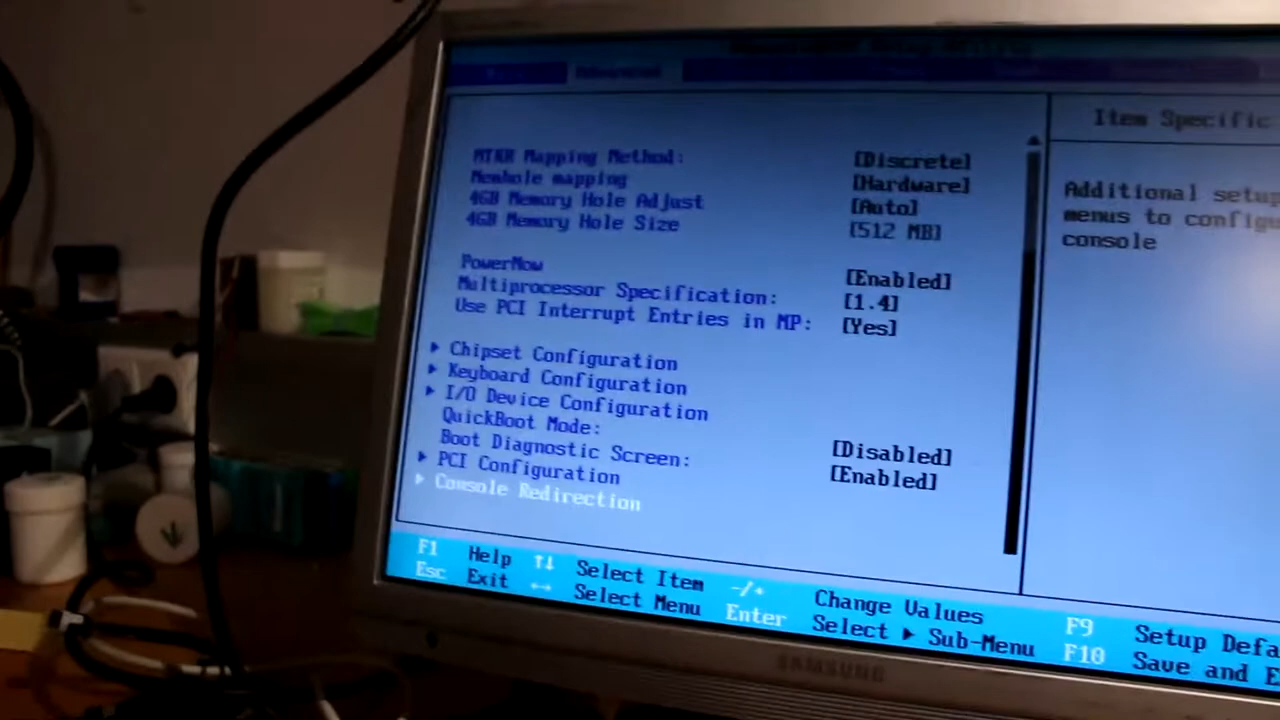 Item Specific
MTRR Mapping Method: [Discrete]
Memhole mapping [Hardware]
4GB Memory Hole Adjust [Auto]
4GB Memory Hole Size [512 MB]
PowerNow [Enabled]
Multiprocessor Specification: [1.4]
Use PCI Interrupt Entries in MP: [Yes]
▶ Chipset Configuration
▶ Keyboard Configuration
▶ I/O Device Configuration
QuickBoot Mode: [Disabled]
Boot Diagnostic Screen: [Enabled]
▶ PCI Configuration
▶ Console Redirection
Additional setup
menus to configu
console
F1 Help ↑↓ Select Item -/+ Change Values F9 Setup Defa
Esc Exit ↔ Select Menu Enter Select ▶ Sub-Menu F10 Save and E
SAMSUNG